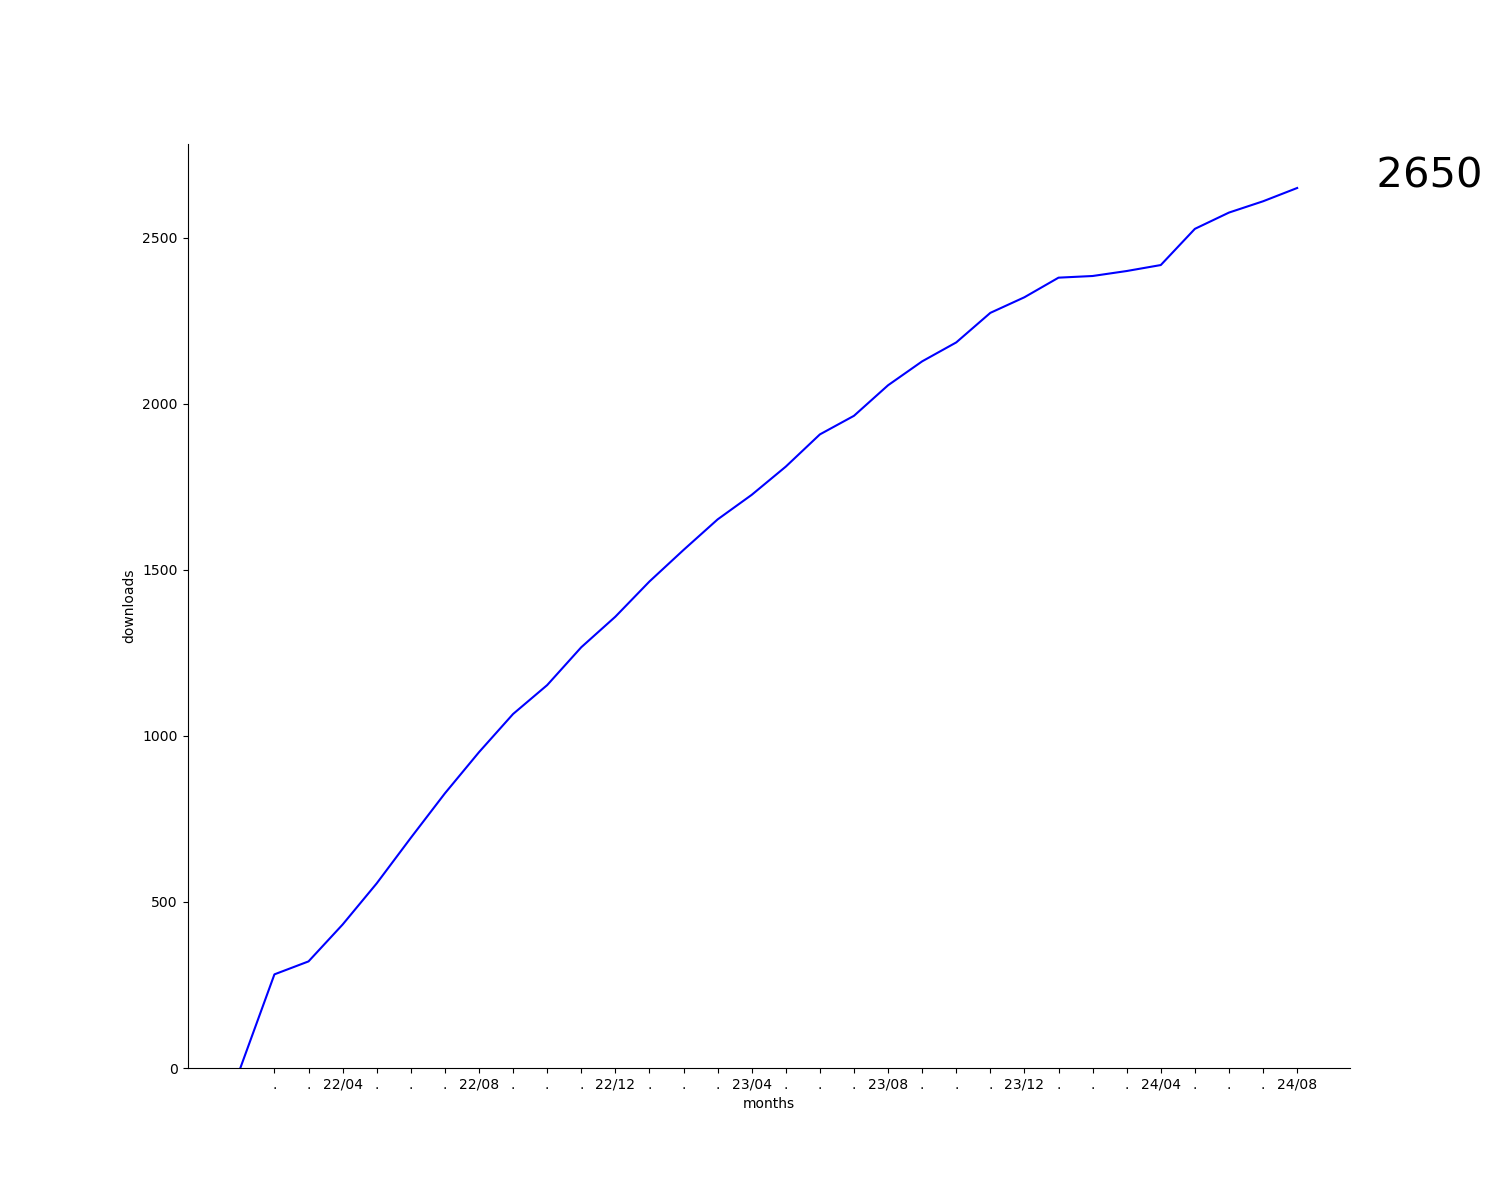 2650
2500
2000
1500
1000
500
0
downloads
. . 22/04 . . . 22/08 . . . 22/12 . . . 23/04 . . . 23/08 . . . 23/12 . . . 24/04 . . . 24/08
months